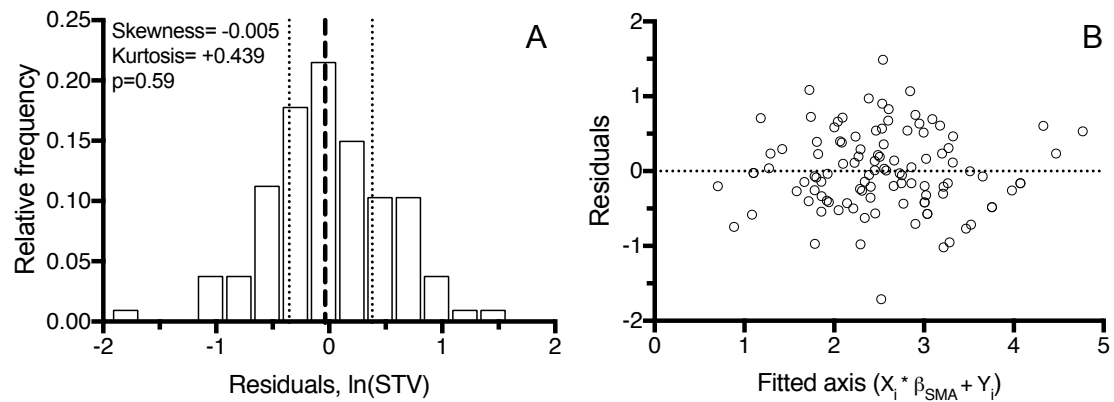 A
Skewness= -0.005
Kurtosis= +0.439
p=0.59
Relative frequency
0.25
0.20
0.15
0.10
0.05
0.00
-2
-1
0
1
2
Residuals, ln(STV)
B
Residuals
2
1
0
-1
-2
0
1
2
3
4
5
Fitted axis (Xi * βSMA + Yi)